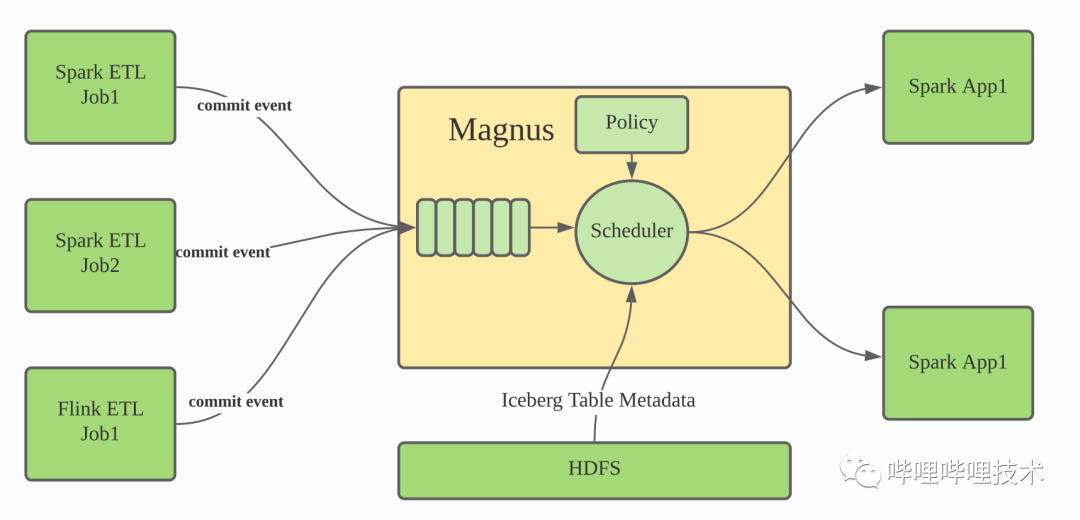 Spark ETL
Job1
commit event
Spark ETL
Job2
commit event
Flink ETL
Job1
commit event
Magnus
Policy
Scheduler
Iceberg Table Metadata
HDFS
Spark App1
Spark App1
哔哩哔哩技术